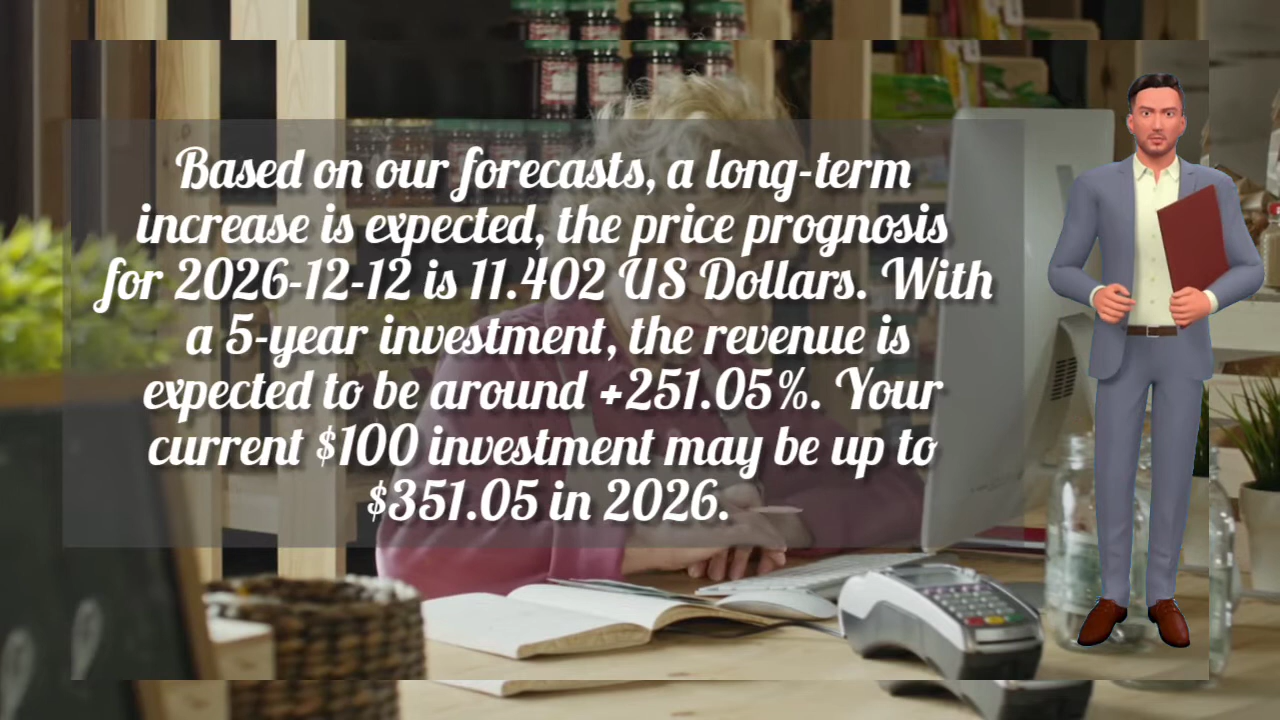 Based on our forecasts, a long-term
increase is expected, the price prognosis
for 2026-12-12 is 11.402 US Dollars. With
a 5-year investment, the revenue is
expected to be around +251.05%. Your
current $100 investment may be up to
$351.05 in 2026.